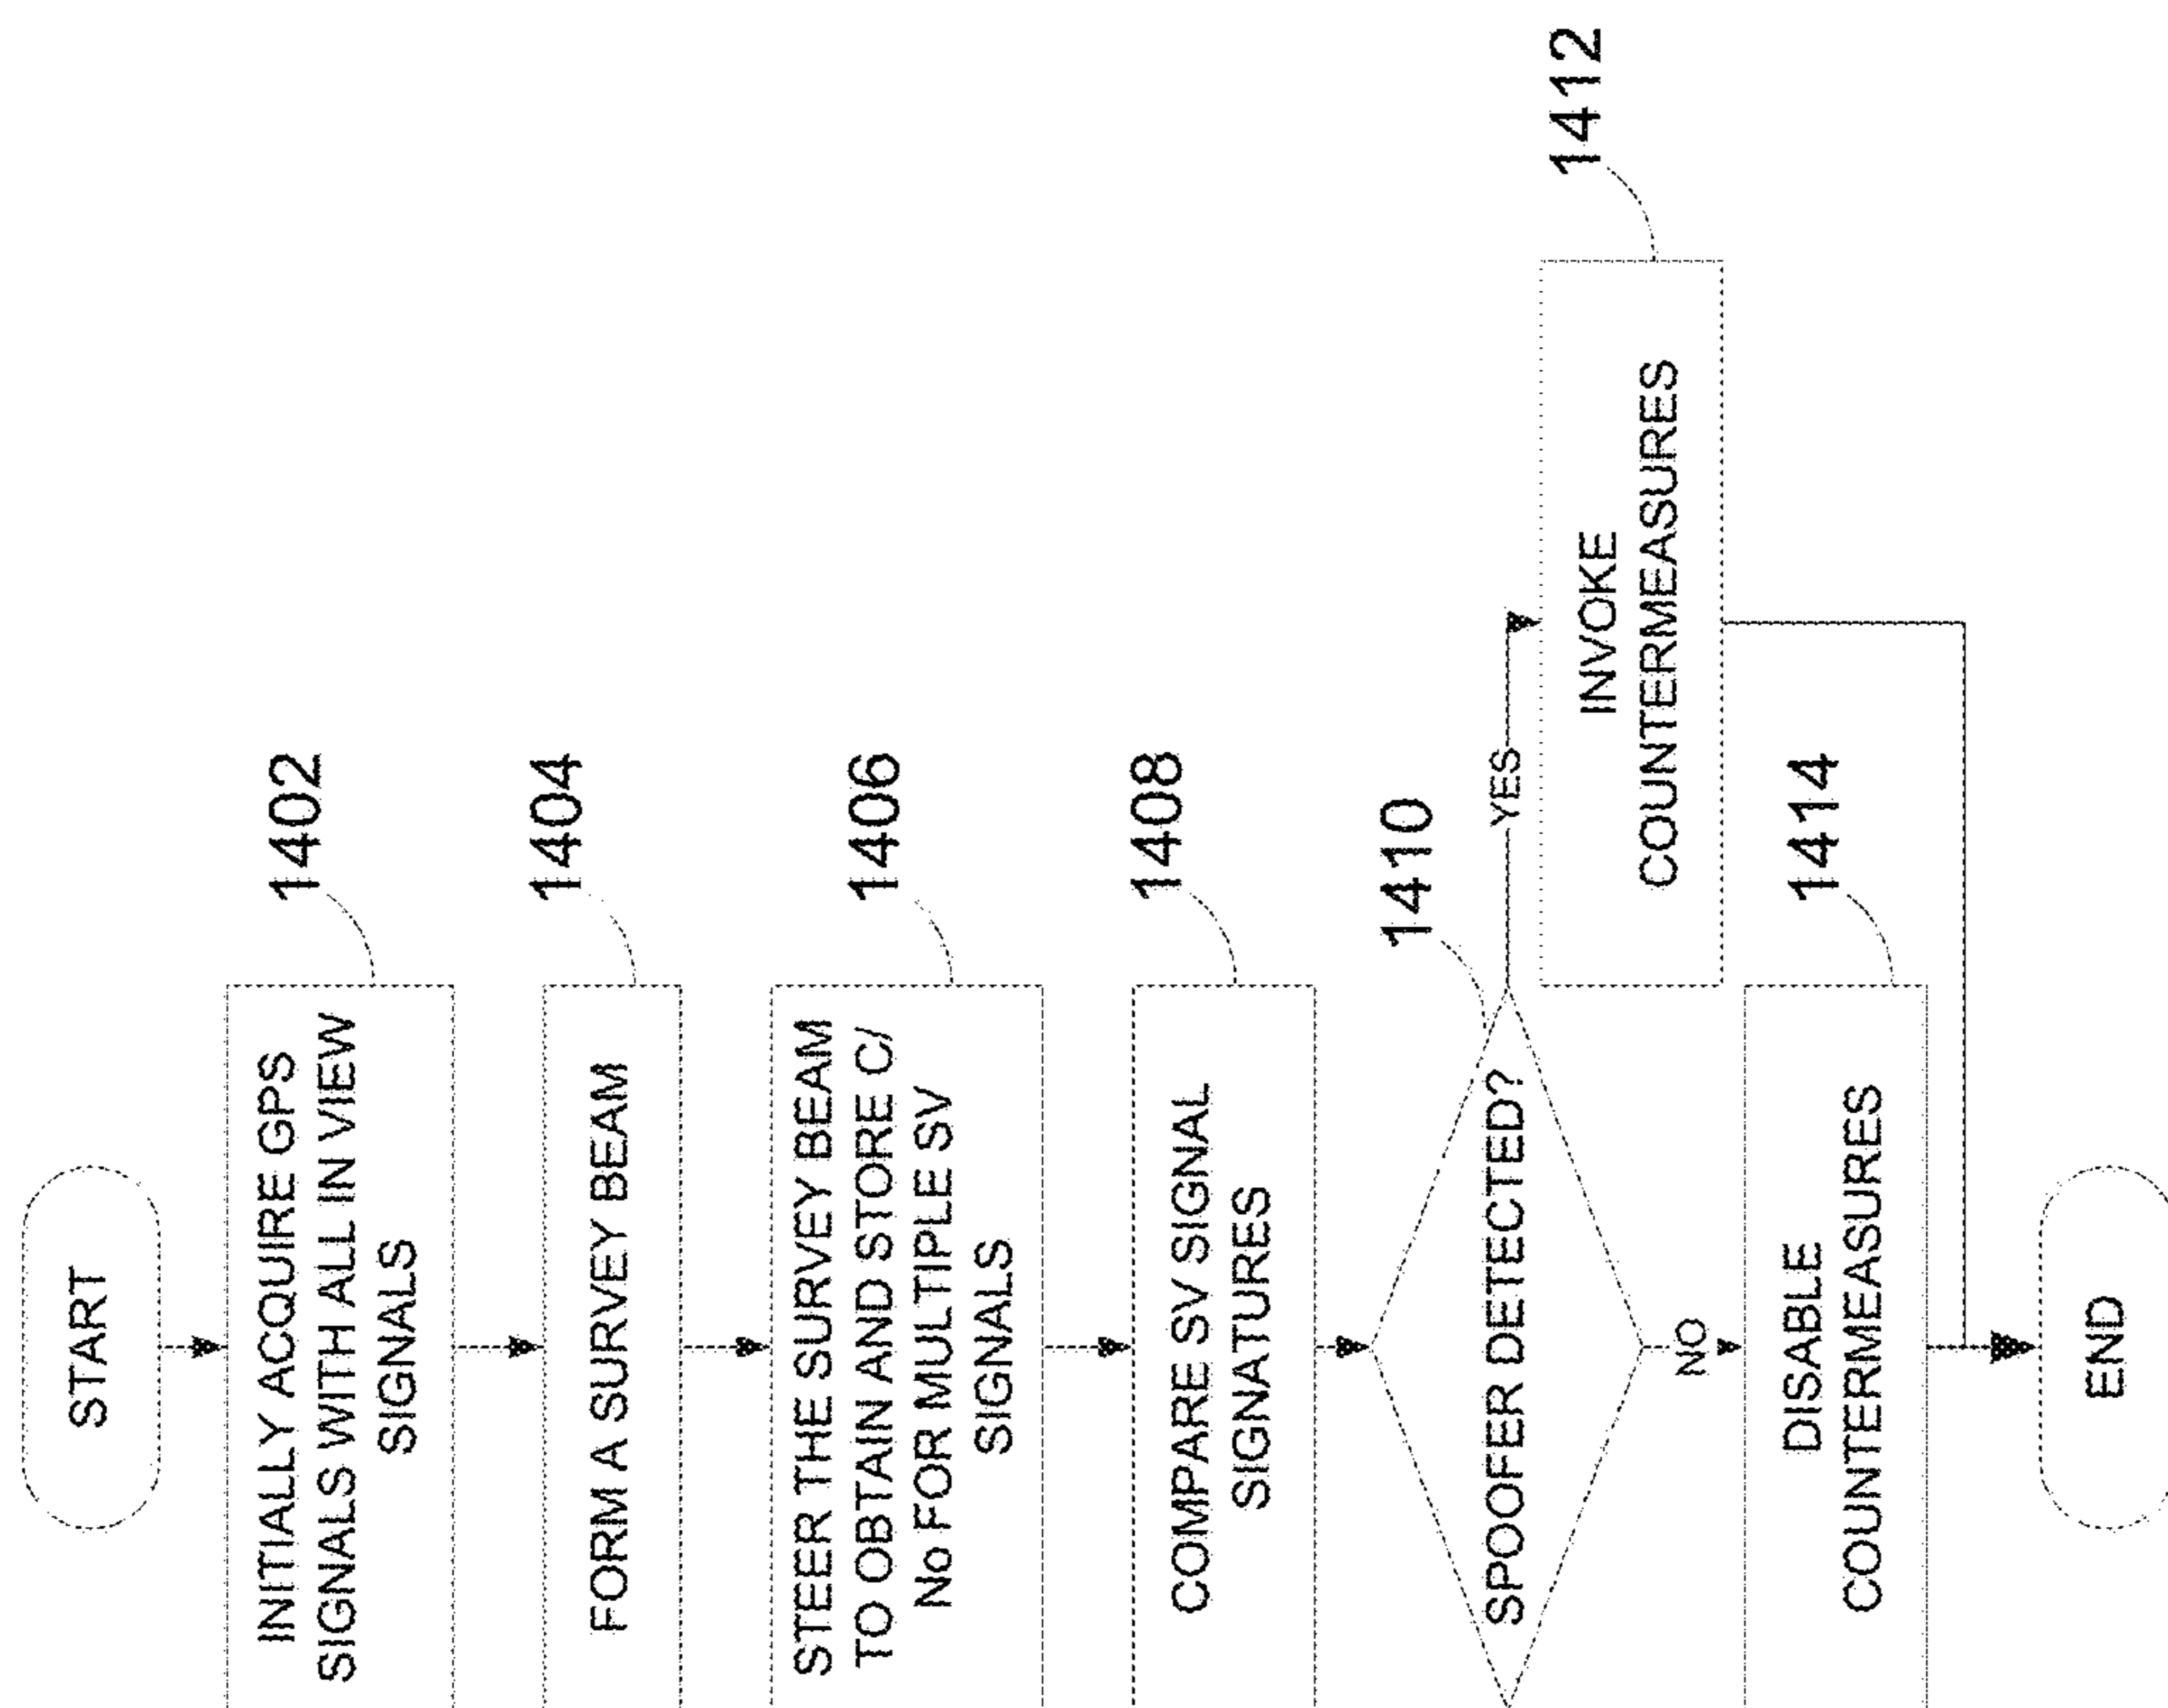 START
1402
INITIALLY ACQUIRE GPS
SIGNALS WITH ALL IN VIEW
SIGNALS
1404
FORM A SURVEY BEAM
1406
STEER THE SURVEY BEAM
TO OBTAIN AND STORE C/
No FOR MULTIPLE SV
SIGNALS
1408
COMPARE SV SIGNAL
SIGNATURES
1410
SPOOFER DETECTED?
YES
1412
INVOKE
COUNTERMEASURES
NO
1414
DISABLE
COUNTERMEASURES
END